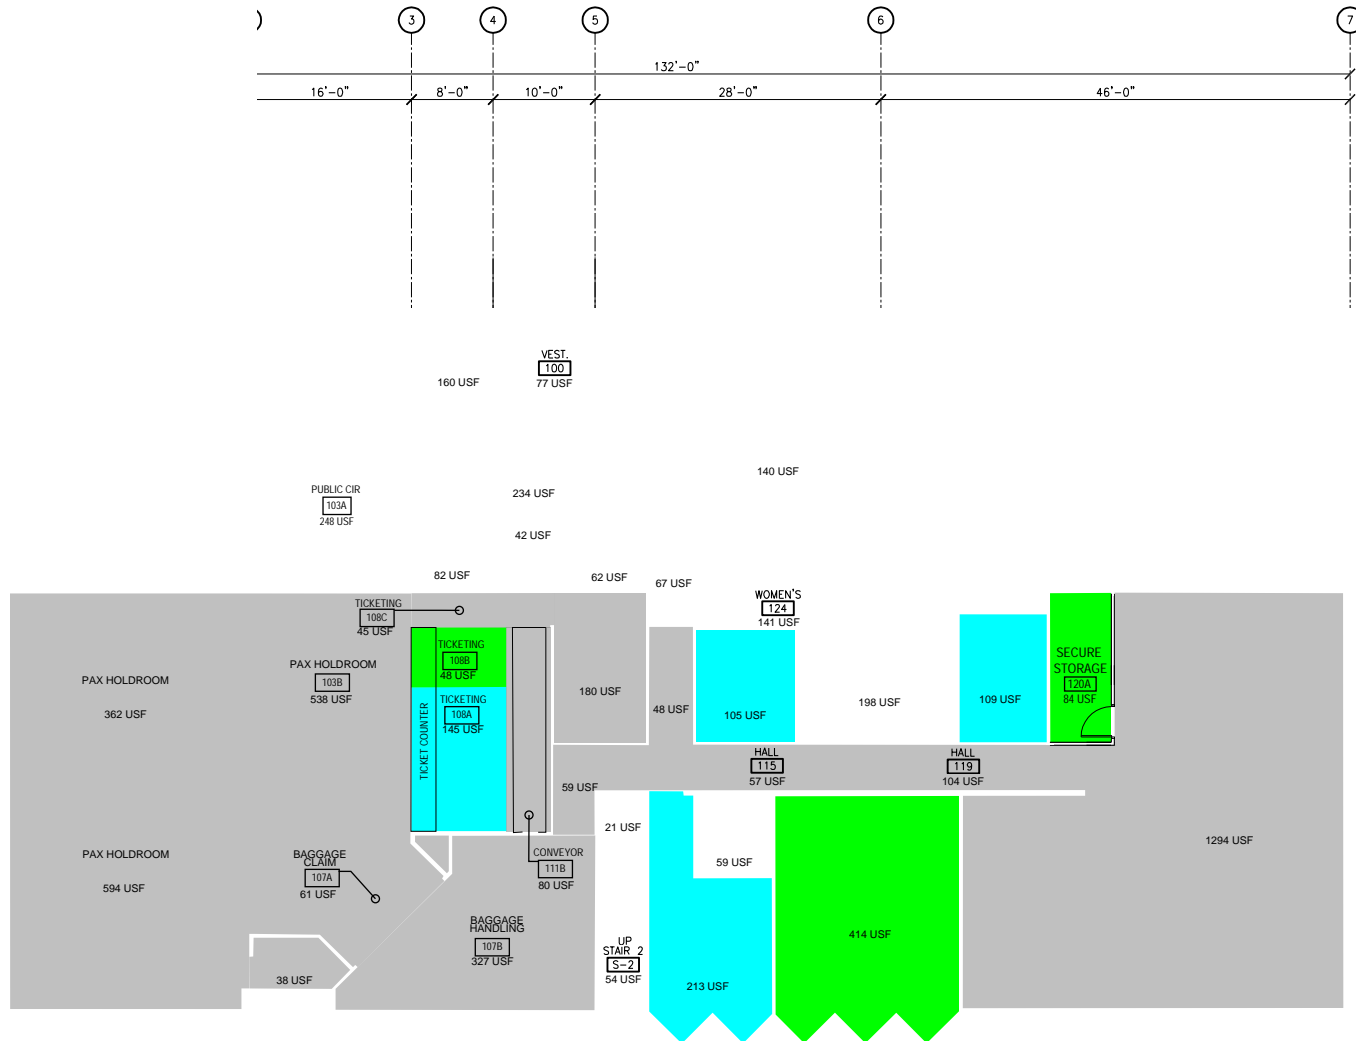 3
4
5
6
7
132'-0"
16'-0"
8'-0"
10'-0"
28'-0"
46'-0"
VEST.
100
77 USF
160 USF
140 USF
PUBLIC CIR
103A
248 USF
234 USF
42 USF
82 USF
62 USF
67 USF
WOMEN'S
124
141 USF
TICKETING
108C
45 USF
TICKETING
108B
48 USF
SECURE
STORAGE
120A
84 USF
PAX HOLDROOM
362 USF
PAX HOLDROOM
103B
538 USF
TICKETING
108A
145 USF
TICKET COUNTER
180 USF
48 USF
105 USF
198 USF
109 USF
HALL
115
57 USF
HALL
119
104 USF
59 USF
21 USF
1294 USF
PAX HOLDROOM
594 USF
BAGGAGE
CLAIM
107A
61 USF
CONVEYOR
111B
80 USF
59 USF
BAGGAGE
HANDLING
107B
327 USF
UP
STAIR 2
S-2
54 USF
414 USF
38 USF
213 USF